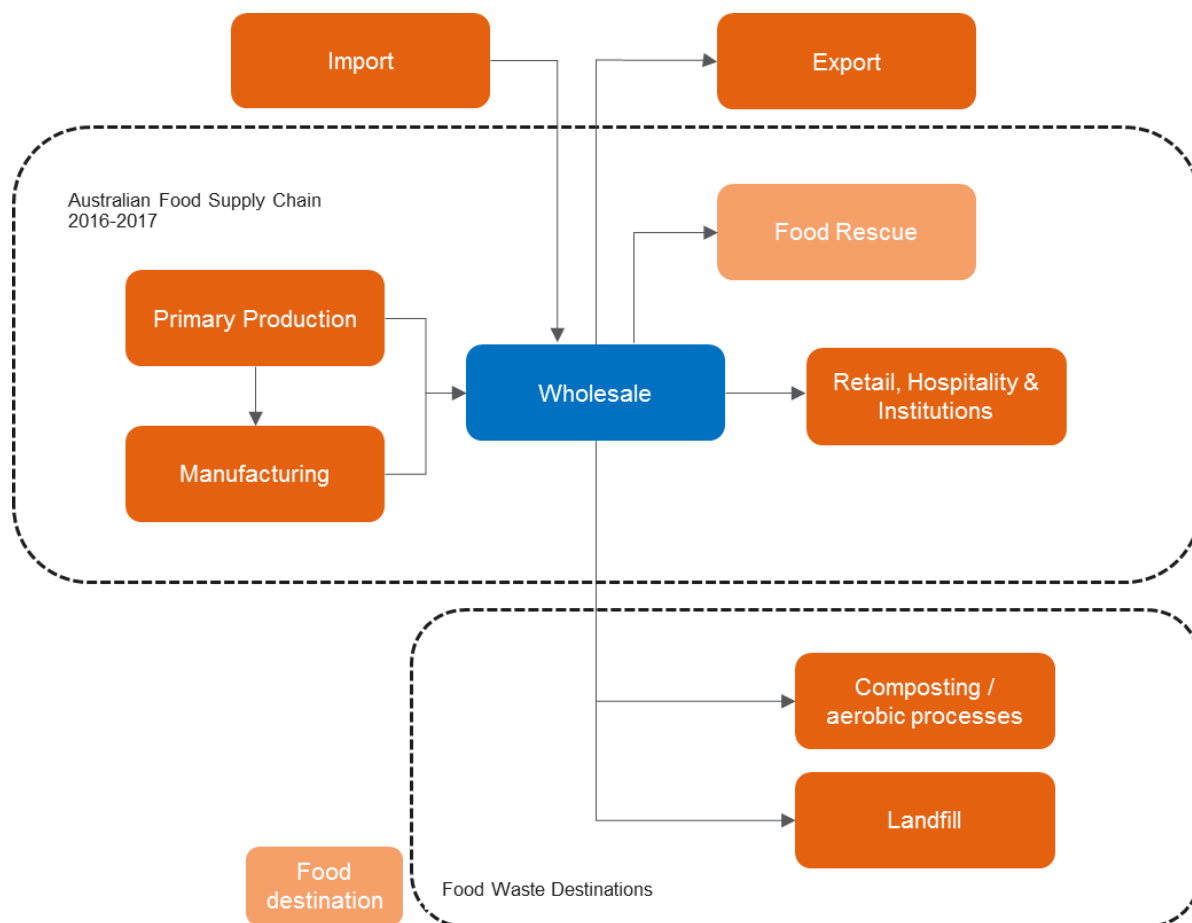 Import
Export
Australian Food Supply Chain
2016-2017
Food Rescue
Primary Production
Wholesale
Retail, Hospitality &
Institutions
Manufacturing
Composting /
aerobic processes
Landfill
Food
destination
Food Waste Destinations